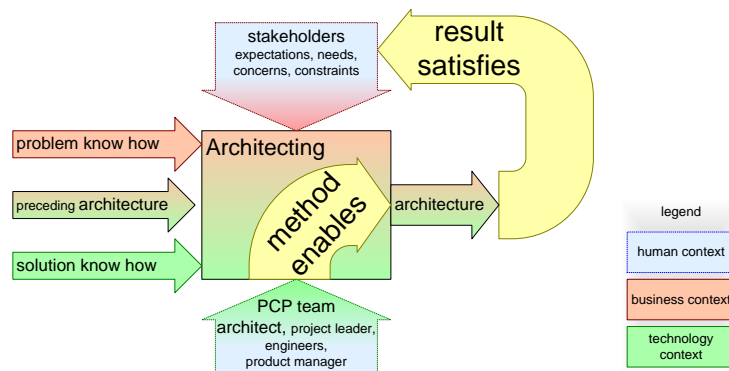 stakeholders
expectations, needs,
concerns, constraints
result
satisfies
problem know how
Architecting
preceding architecture
method
enables
architecture
solution know how
PCP team
architect, project leader,
engineers,
product manager
legend
human context
business context
technology
context